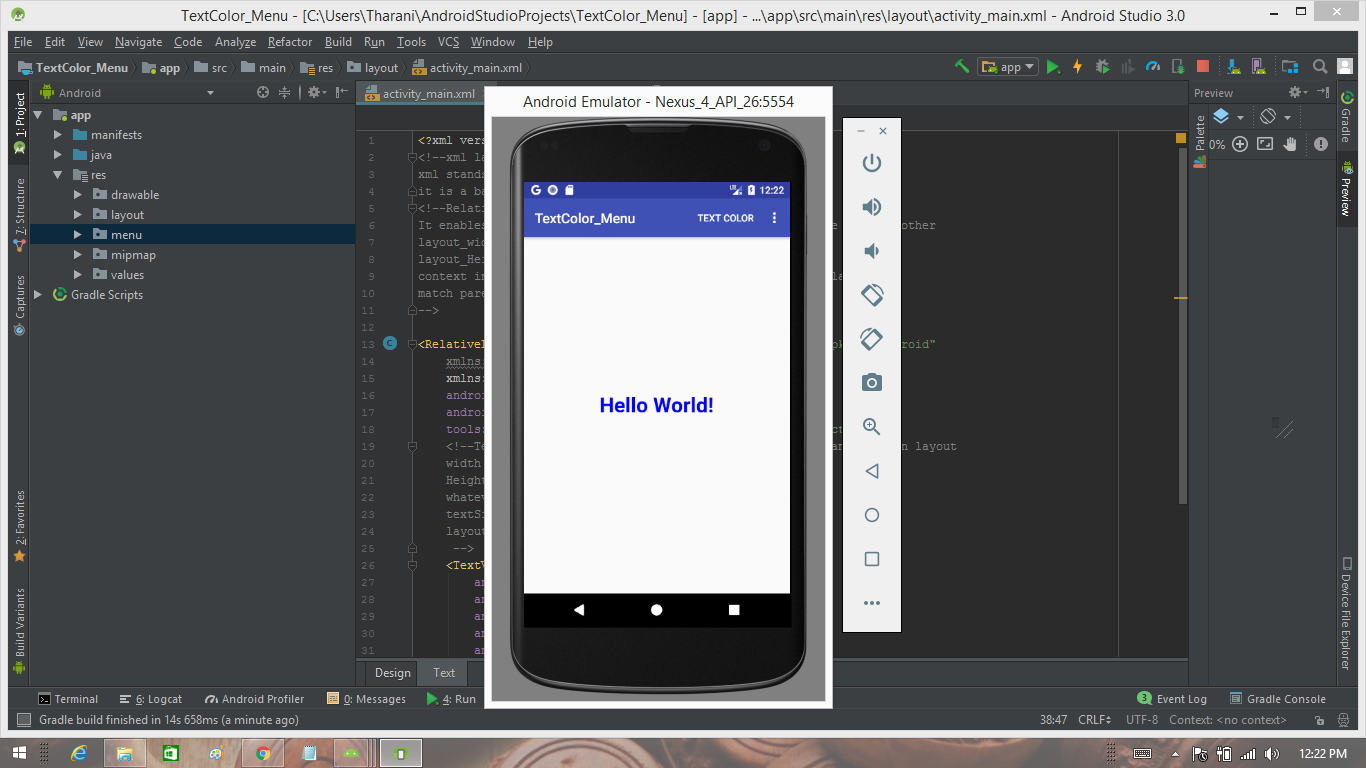 TextColor_Menu - [C:\Users\Tharani\AndroidStudioProjects\TextColor_Menu] - [app] - ...\app\src\main\res\layout\activity_main.xml - Android Studio 3.0
File Edit View Navigate Code Analyze Refactor Build Run Tools VCS Window Help
TextColor_Menu app src main res layout activity_main.xml
app
1: Project
7: Structure
Captures
2: Favorites
Build Variants
Android
app
manifests
java
res
drawable
layout
menu
mipmap
values
Gradle Scripts
activity_main.xml
1 <?xml vers
2 <!--xml la
3 xml stands
4 it is a ba
5 <!--Relati
6 It enables other
7 layout_wid
8 layout_Hei
9 context in la
10 match pare
11 -->
12
13 <RelativeL roid"
14 xmlns:
15 xmlns:
16 androi
17 androi
18 tools:
19 <!--Te n layout
20 width
21 Height
22 whatev
23 textSi
24 layout
25 -->
26 <TextV
27 an
28 an
29 an
30 an
31 an
Design Text
Android Emulator - Nexus_4_API_26:5554
12:22
TextColor_Menu TEXT COLOR
Hello World!
Preview
Palette
0%
Gradle
Preview
Device File Explorer
Terminal 6: Logcat Android Profiler 0: Messages 4: Run 3 Event Log Gradle Console
Gradle build finished in 14s 658ms (a minute ago) 38:47 CRLF÷ UTF-8 Context: <no context>
12:22 PM